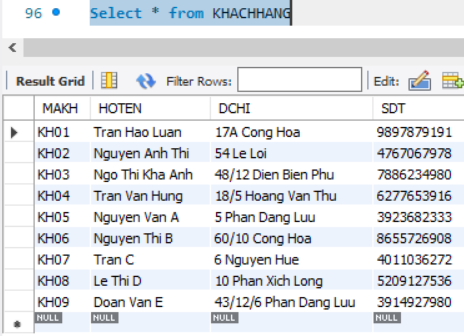 96 Select * from KHACHHANG
Result Grid Filter Rows: Edit:
MAKH HOTEN DCHI SDT
KH01 Tran Hao Luan 17A Cong Hoa 9897879191
KH02 Nguyen Anh Thi 54 Le Loi 4767067978
KH03 Ngo Thi Kha Anh 48/12 Dien Bien Phu 7886234980
KH04 Tran Van Hung 18/5 Hoang Van Thu 6277653916
KH05 Nguyen Van A 5 Phan Dang Luu 3923682333
KH06 Nguyen Thi B 60/10 Cong Hoa 8655726908
KH07 Tran C 6 Nguyen Hue 4011036272
KH08 Le Thi D 10 Phan Xich Long 5209127536
KH09 Doan Van E 43/12/6 Phan Dang Luu 3914927980
NULL NULL NULL NULL